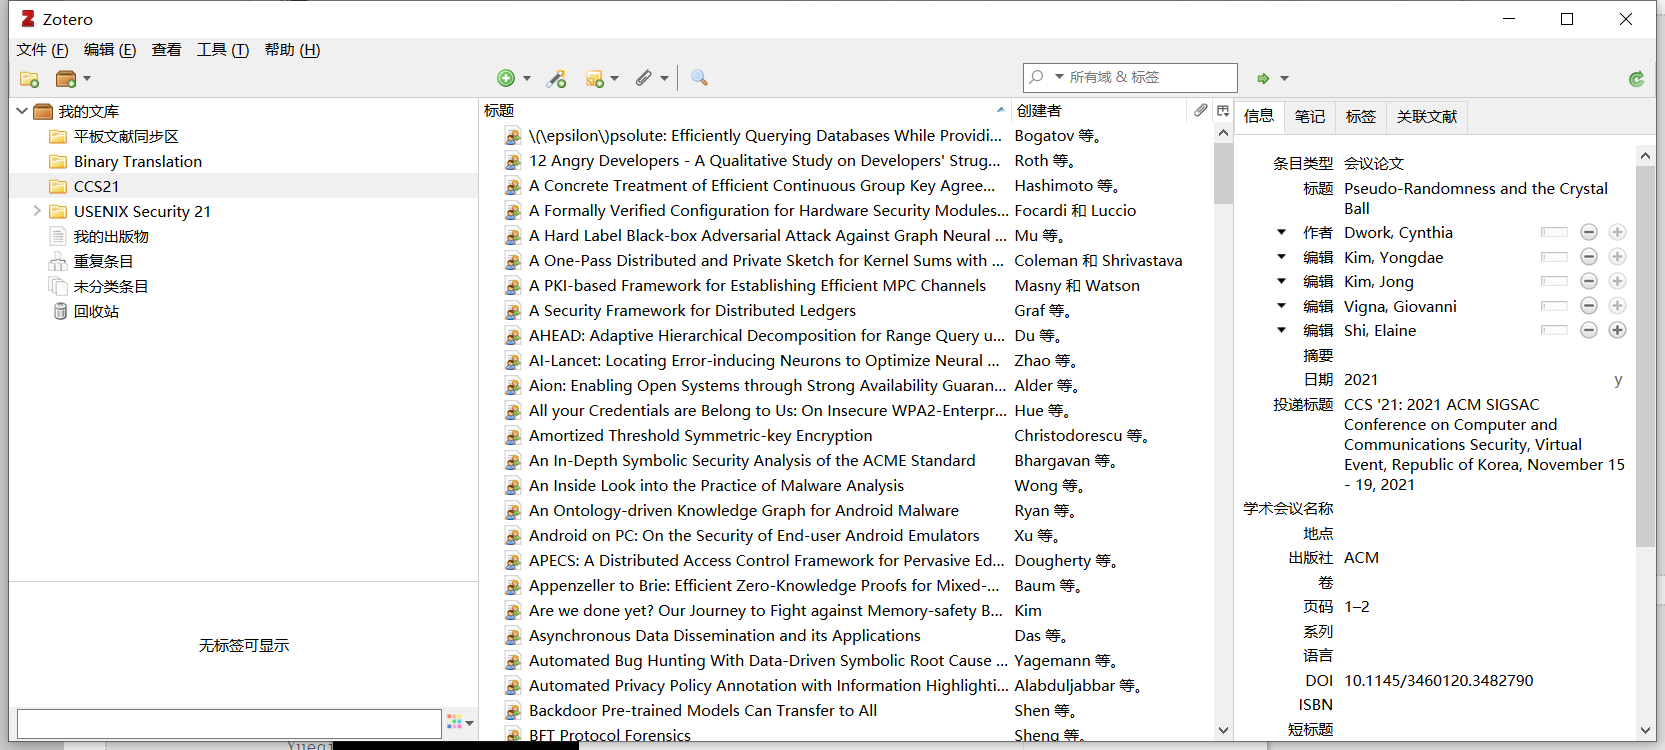 Zotero
文件 (F) 编辑 (E) 查看 工具 (T) 帮助 (H)
所有域 & 标签
我的文库
平板文献同步区
Binary Translation
CCS21
USENIX Security 21
我的出版物
重复条目
未分类条目
回收站
无标签可显示
标题 创建者
\(\epsilon\)psolute: Efficiently Querying Databases While Providi... Bogatov 等。
12 Angry Developers - A Qualitative Study on Developers' Strug... Roth 等。
A Concrete Treatment of Efficient Continuous Group Key Agree... Hashimoto 等。
A Formally Verified Configuration for Hardware Security Modules... Focardi 和 Luccio
A Hard Label Black-box Adversarial Attack Against Graph Neural ... Mu 等。
A One-Pass Distributed and Private Sketch for Kernel Sums with ... Coleman 和 Shrivastava
A PKI-based Framework for Establishing Efficient MPC Channels Masny 和 Watson
A Security Framework for Distributed Ledgers Graf 等。
AHEAD: Adaptive Hierarchical Decomposition for Range Query u... Du 等。
AI-Lancet: Locating Error-inducing Neurons to Optimize Neural ... Zhao 等。
Aion: Enabling Open Systems through Strong Availability Guaran... Alder 等。
All your Credentials are Belong to Us: On Insecure WPA2-Enterpr... Hue 等。
Amortized Threshold Symmetric-key Encryption Christodorescu 等。
An In-Depth Symbolic Security Analysis of the ACME Standard Bhargavan 等。
An Inside Look into the Practice of Malware Analysis Wong 等。
An Ontology-driven Knowledge Graph for Android Malware Ryan 等。
Android on PC: On the Security of End-user Android Emulators Xu 等。
APECS: A Distributed Access Control Framework for Pervasive Ed... Dougherty 等。
Appenzeller to Brie: Efficient Zero-Knowledge Proofs for Mixed-... Baum 等。
Are we done yet? Our Journey to Fight against Memory-safety B... Kim
Asynchronous Data Dissemination and its Applications Das 等。
Automated Bug Hunting With Data-Driven Symbolic Root Cause ... Yagemann 等。
Automated Privacy Policy Annotation with Information Highlighti... Alabduljabbar 等。
Backdoor Pre-trained Models Can Transfer to All Shen 等。
BFT Protocol Forensics Sheng 等。
信息 笔记 标签 关联文献
条目类型 会议论文
标题 Pseudo-Randomness and the Crystal
Ball
作者 Dwork, Cynthia
编辑 Kim, Yongdae
编辑 Kim, Jong
编辑 Vigna, Giovanni
编辑 Shi, Elaine
摘要
日期 2021 y
投递标题 CCS '21: 2021 ACM SIGSAC
Conference on Computer and
Communications Security, Virtual
Event, Republic of Korea, November 15
- 19, 2021
学术会议名称
地点
出版社 ACM
卷
页码 1–2
系列
语言
DOI 10.1145/3460120.3482790
ISBN
短标题